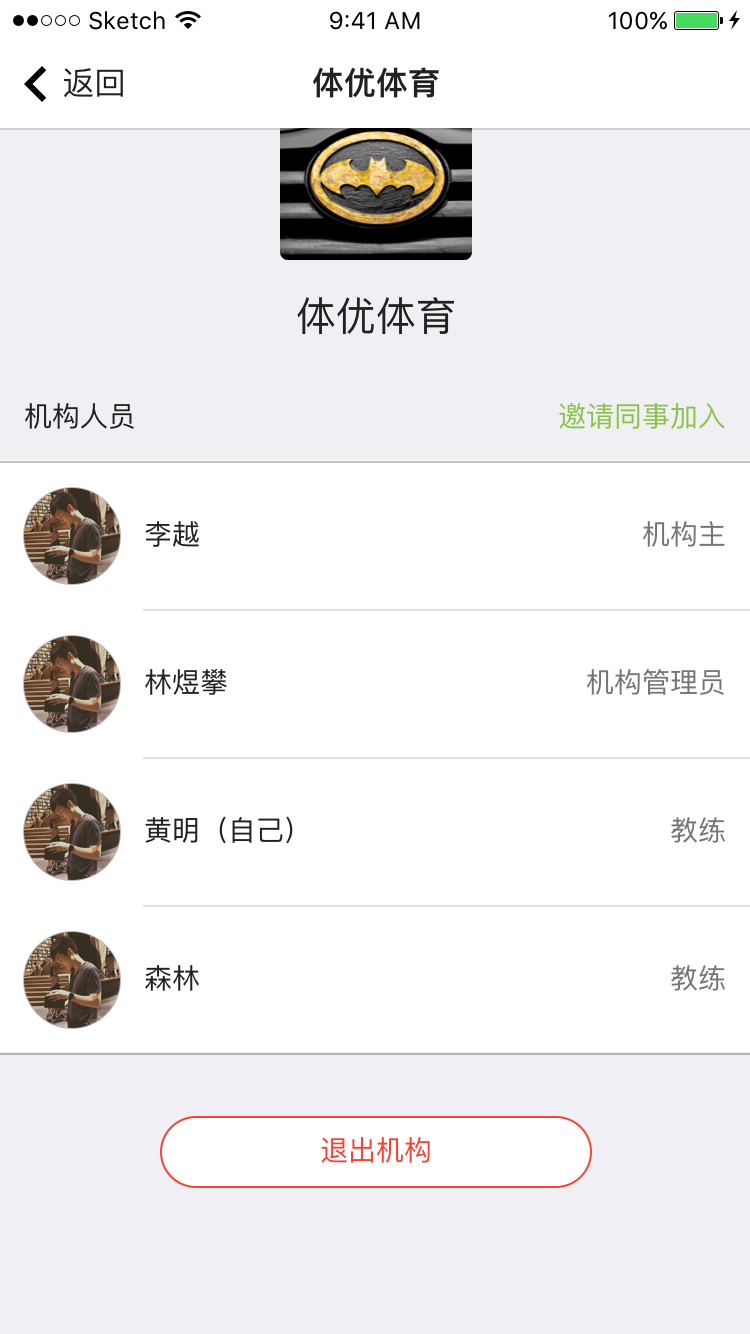 Sketch 9:41 AM 100%
返回 体优体育
体优体育
机构人员 邀请同事加入
李越 机构主
林煜攀 机构管理员
黄明（自己） 教练
森林 教练
退出机构